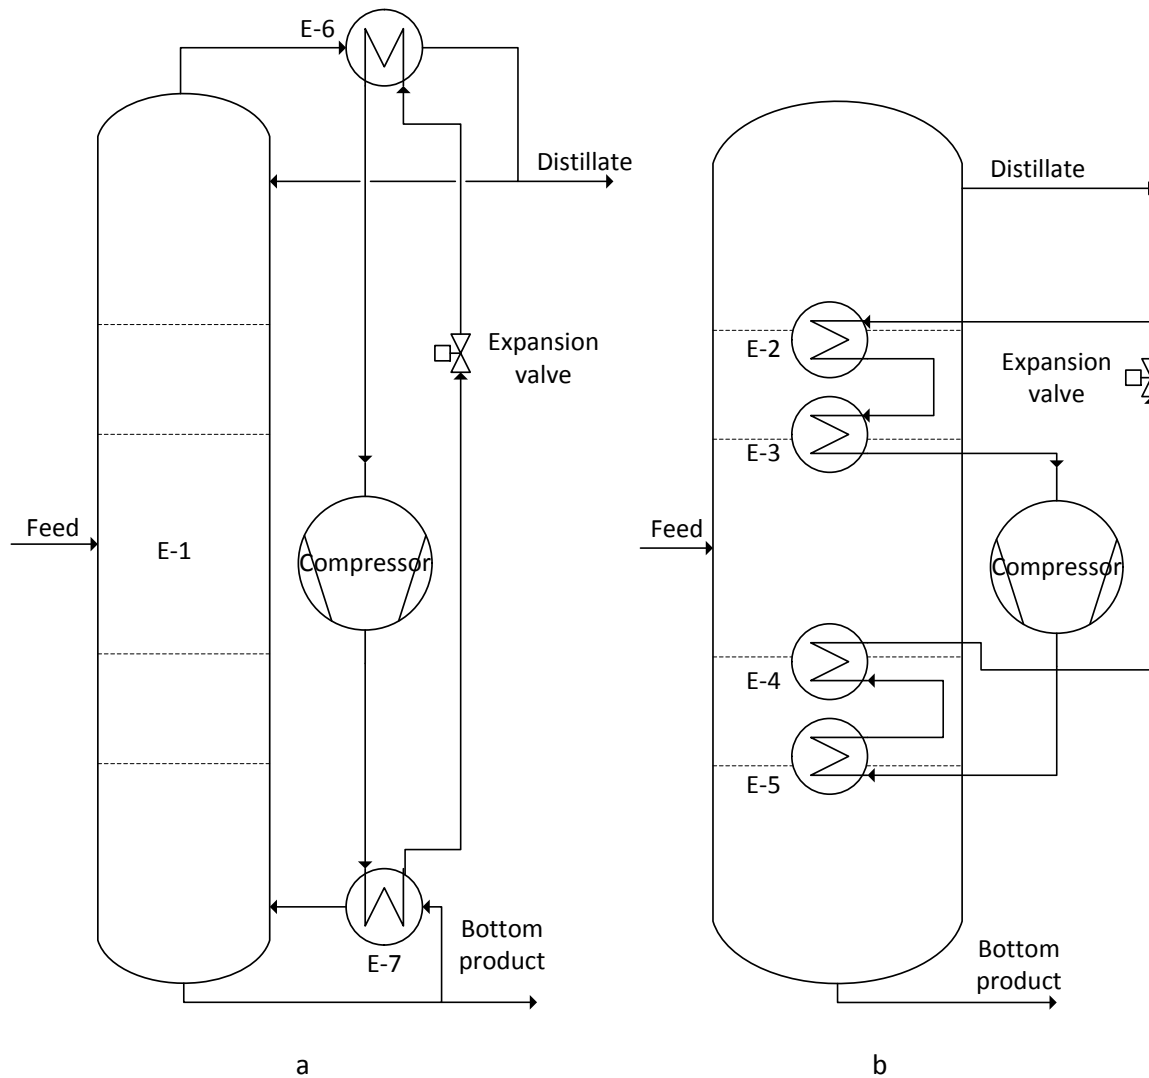 E-6
Distillate
Expansion
valve
Feed
E-1
Compressor
Bottom
product
E-7
a
Distillate
E-2
Expansion
valve
E-3
Feed
Compressor
E-4
E-5
Bottom
product
b